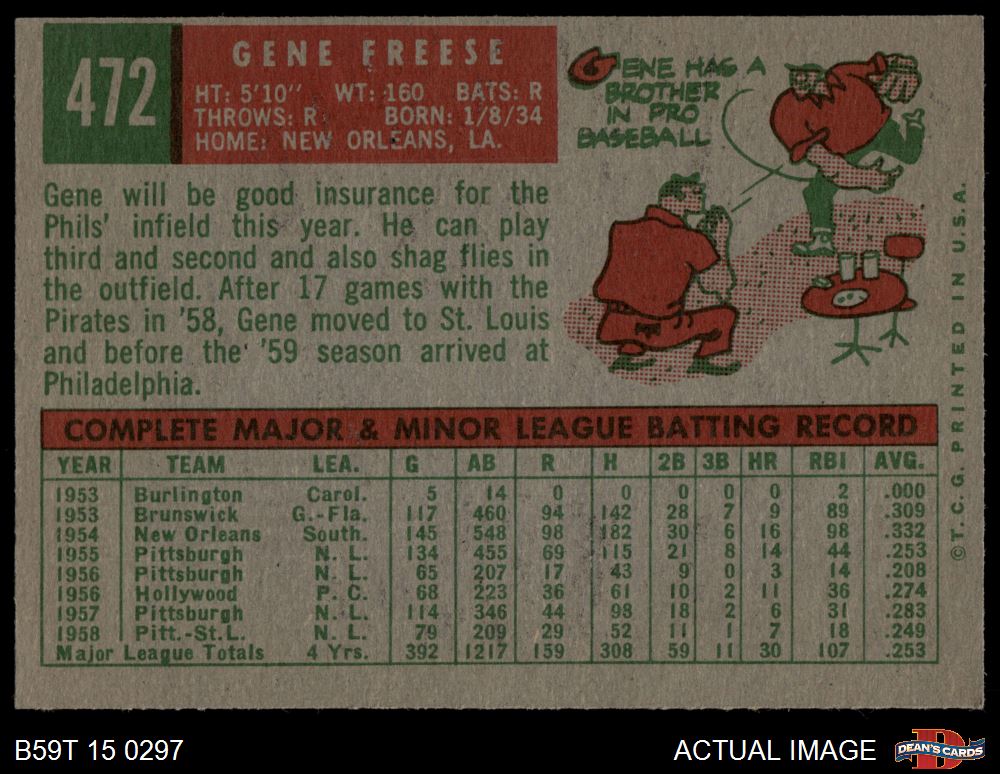 472
GENE FREESE
HT: 5'10" WT: 160 BATS: R
THROWS: R BORN: 1/8/34
HOME: NEW ORLEANS, LA.
GENE HAS A
BROTHER
IN PRO
BASEBALL
Gene will be good insurance for the
Phils' infield this year. He can play
third and second and also shag flies in
the outfield. After 17 games with the
Pirates in '58, Gene moved to St. Louis
and before the '59 season arrived at
Philadelphia.
COMPLETE MAJOR & MINOR LEAGUE BATTING RECORD
YEAR TEAM LEA. G AB R H 2B 3B HR RBI AVG.
1953 Burlington Carol. 5 14 0 0 0 0 0 2 .000
1953 Brunswick G.-Fla. 117 460 94 142 28 7 9 89 .309
1954 New Orleans South. 145 548 98 182 30 6 16 98 .332
1955 Pittsburgh N. L. 134 455 69 115 21 8 14 44 .253
1956 Pittsburgh N. L. 65 207 17 43 9 0 3 14 .208
1956 Hollywood P. C. 68 223 36 61 10 2 11 36 .274
1957 Pittsburgh N. L. 114 346 44 98 18 2 6 31 .283
1958 Pitt.-St.L. N. L. 79 209 29 52 11 1 7 18 .249
Major League Totals 4 Yrs. 392 1217 159 308 59 11 30 107 .253
© T. C. G. PRINTED IN U.S.A.
B59T 15 0297
ACTUAL IMAGE
D
DEAN'S CARDS